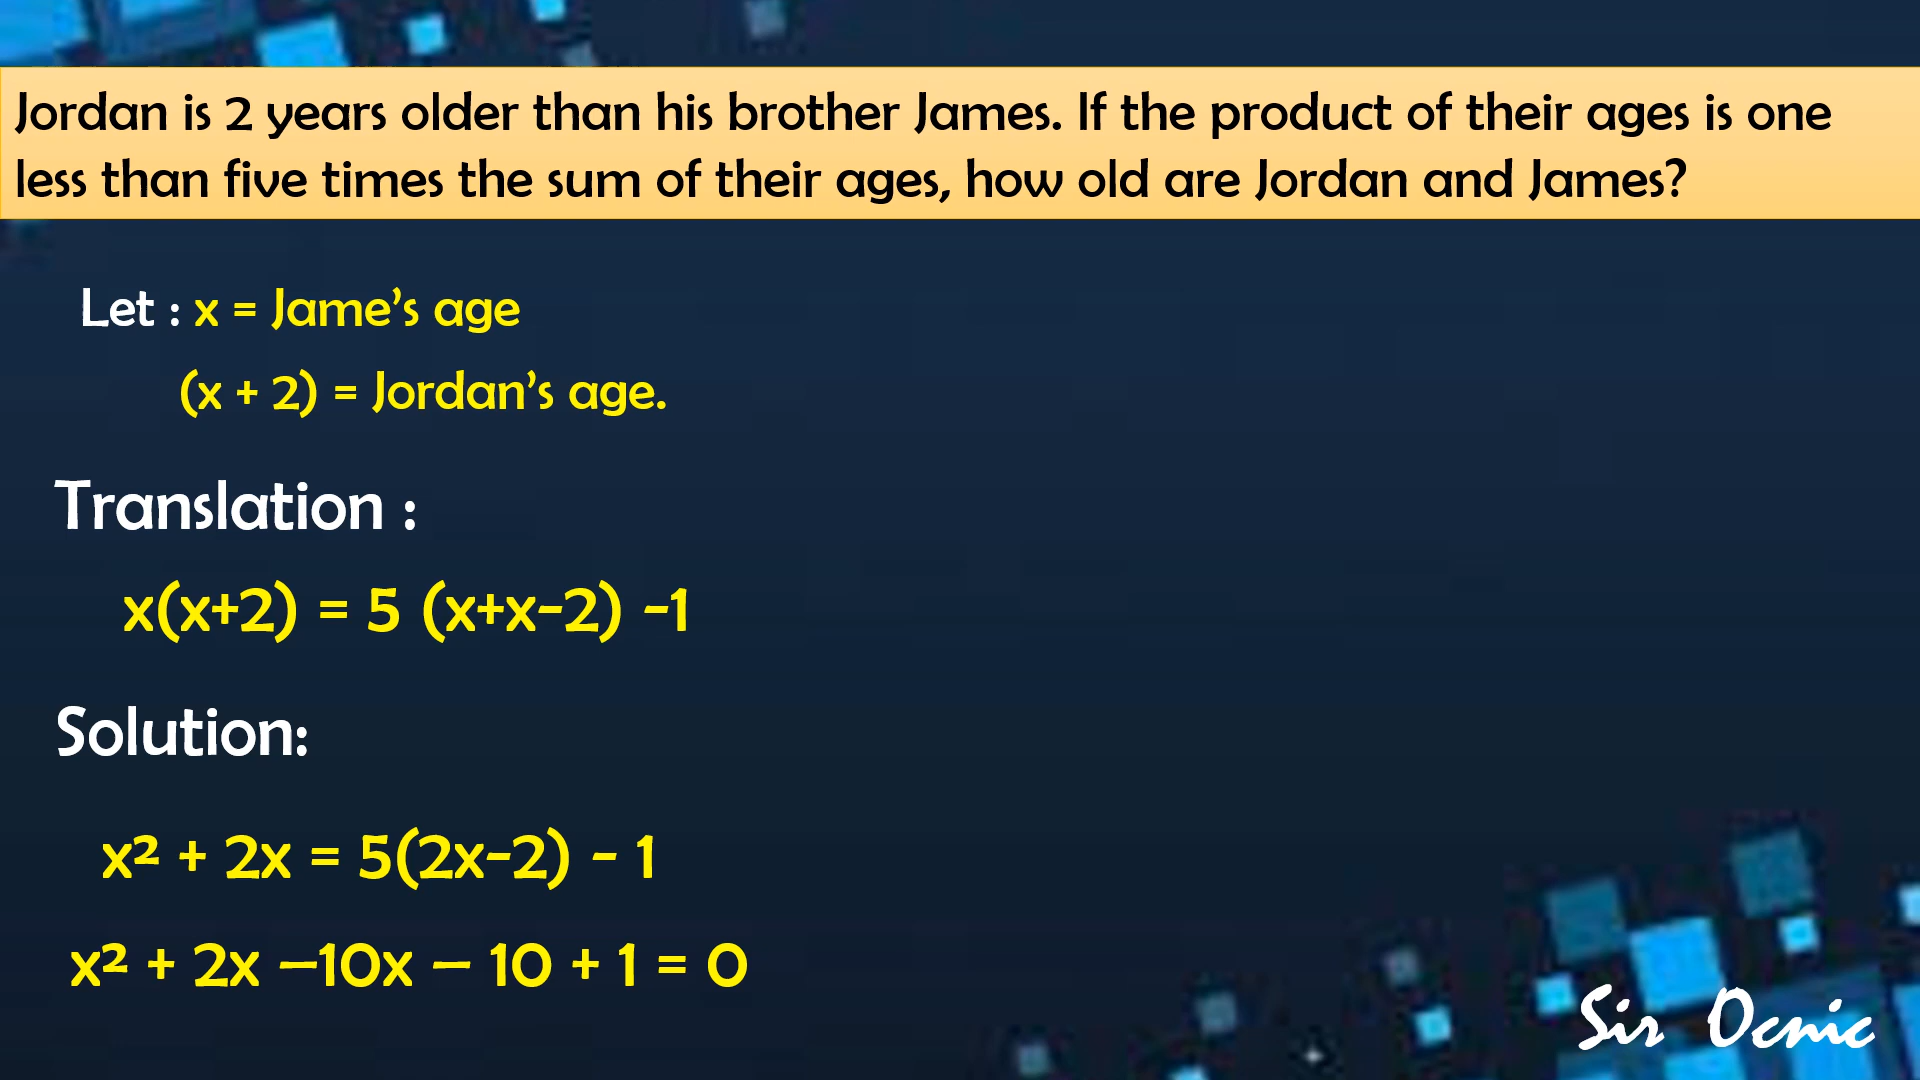 Jordan is 2 years older than his brother James. If the product of their ages is one
less than five times the sum of their ages, how old are Jordan and James?
Let : x = Jame’s age
(x + 2) = Jordan’s age.
Translation :
x(x+2) = 5 (x+x-2) -1
Solution:
x² + 2x = 5(2x-2) - 1
x² + 2x –10x – 10 + 1 = 0
Sir Ocnic